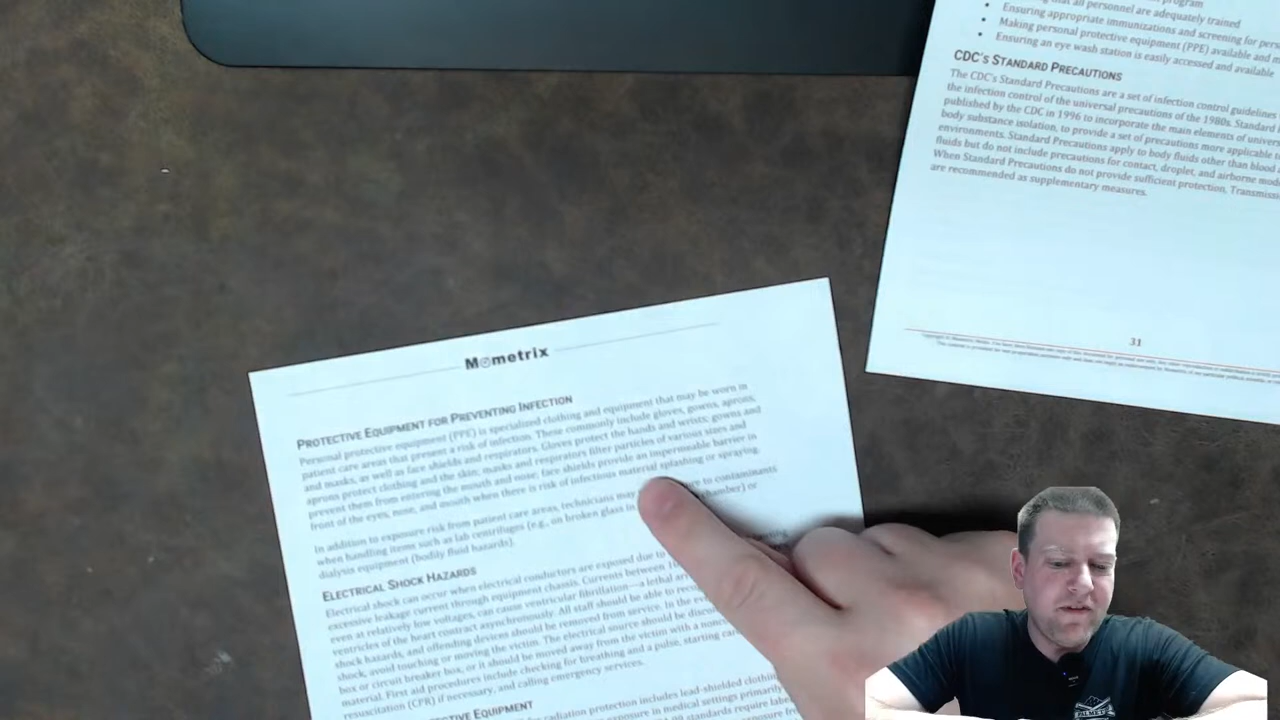 program
that all personnel are adequately trained
• Ensuring appropriate immunizations and screening for
• Making personal protective equipment (PPE) available and
• Ensuring an eye wash station is easily accessed and available
CDC's STANDARD PRECAUTIONS
The CDC's Standard Precautions are a set of infection control guidelines
the infection control of the universal precautions of the 1980s. Standard
published by the CDC in 1996 to incorporate the main elements of
body substance isolation, to provide a set of precautions more applicable
environments. Standard Precautions apply to body fluids other than blood
fluids but do not include precautions for contact, droplet, and airborne
When Standard Precautions do not provide sufficient protection,
are recommended as supplementary measures.
31
Mometrix
PROTECTIVE EQUIPMENT FOR PREVENTING INFECTION
Personal protective equipment (PPE) is specialized clothing and equipment that may be worn in
patient care areas that present a risk of infection. These commonly include gloves, gowns, aprons,
and masks, as well as face shields and respirators. Gloves protect the hands and wrists; gowns and
aprons protect clothing and the skin; masks and respirators filter particles of various sizes and
prevent them from entering the mouth and nose; face shields provide an impermeable barrier in
front of the eyes, nose, and mouth when there is risk of infectious material splashing or spraying.
In addition to exposure risk from patient care areas, technicians may to contaminants
when handling items such as lab centrifuges (e.g., on broken glass in or
dialysis equipment (bodily fluid hazards).
ELECTRICAL SHOCK HAZARDS
Electrical shock can occur when electrical conductors are exposed due to
excessive leakage current through equipment chassis. Currents between
even at relatively low voltages, can cause ventricular fibrillation—a lethal
ventricles of the heart contract asynchronously. All staff should be able to
shock hazards, and offending devices should be removed from service. In the
shock, avoid touching or moving the victim. The electrical source should be
box or circuit breaker box, or it should be moved away from the victim with a
material. First aid procedures include checking for breathing and a pulse, starting
resuscitation (CPR) if necessary, and calling emergency services.
EQUIPMENT
radiation protection includes lead-shielded
exposure in medical settings primarily
standards require